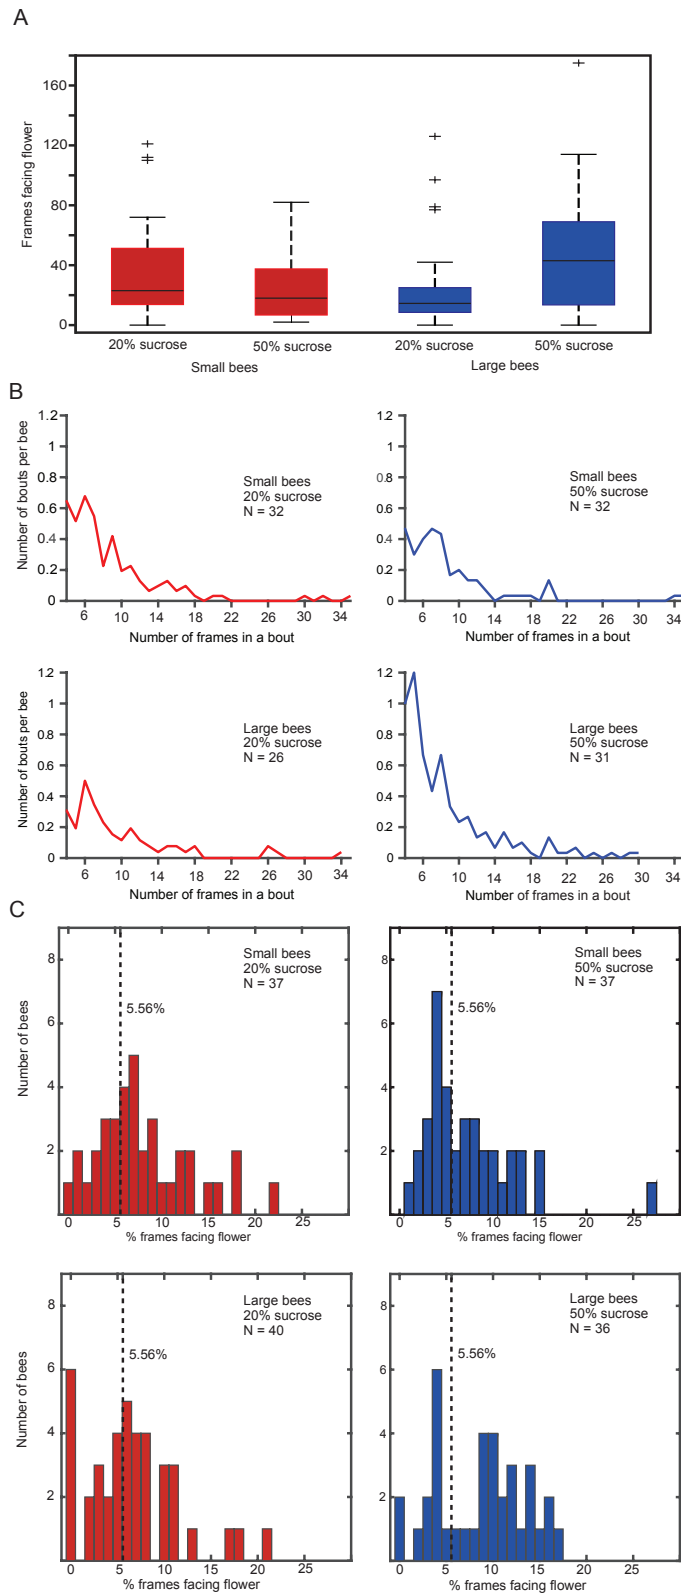 A
Frames facing flower
160
120
80
40
0
20% sucrose
50% sucrose
20% sucrose
50% sucrose
Small bees
Large bees
B
Number of bouts per bee
1.2
1
0.8
0.6
0.4
0.2
0
Small bees
20% sucrose
N = 32
6 10 14 18 22 26 30 34
Number of frames in a bout
1.2
1
0.8
0.6
0.4
0.2
0
Small bees
50% sucrose
N = 32
6 10 14 18 22 26 30 34
Number of frames in a bout
Number of bouts per bee
1.2
1
0.8
0.6
0.4
0.2
0
Large bees
20% sucrose
N = 26
6 10 14 18 22 26 30 34
Number of frames in a bout
1.2
1
0.8
0.6
0.4
0.2
0
Large bees
50% sucrose
N = 31
6 10 14 18 22 26 30 34
Number of frames in a bout
C
Number of bees
8
6
4
2
Small bees
20% sucrose
N = 37
5.56%
0 5 10 15 20 25
% frames facing flower
8
6
4
2
Small bees
50% sucrose
N = 37
5.56%
0 5 10 15 20 25
% frames facing flower
Number of bees
8
6
4
2
Large bees
20% sucrose
N = 40
5.56%
0 5 10 15 20 25
% frames facing flower
8
6
4
2
Large bees
50% sucrose
N = 36
5.56%
0 5 10 15 20 25
% frames facing flower